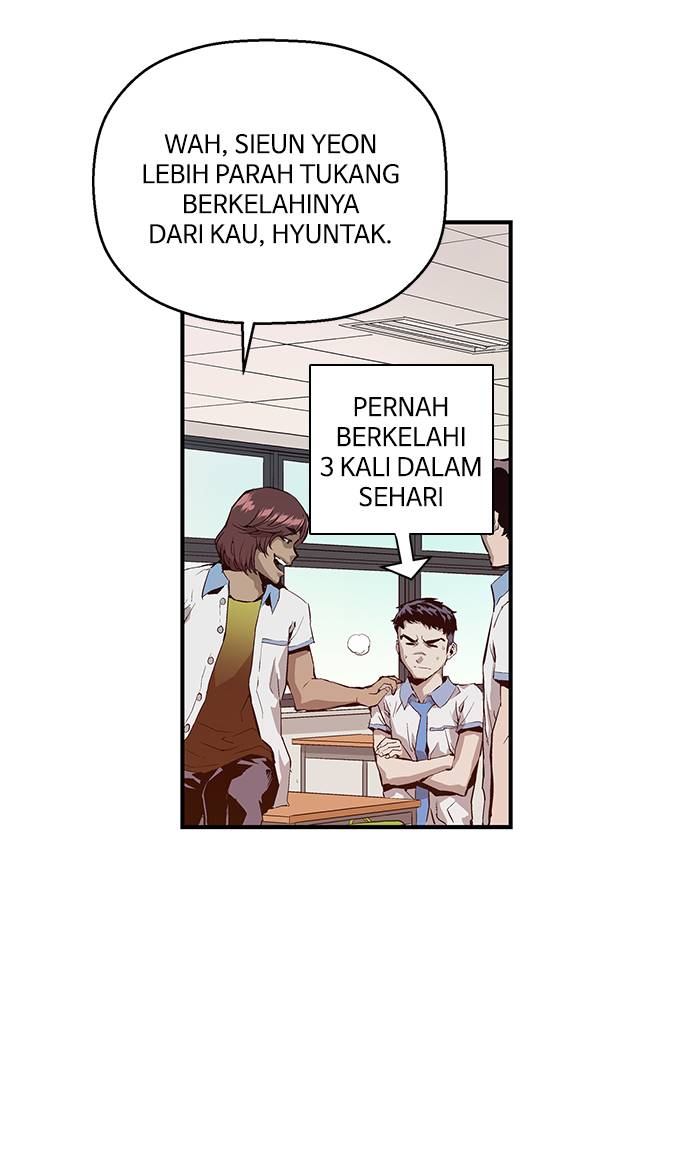 WAH, SIEUN YEON
LEBIH PARAH TUKANG
BERKELAHINYA
DARI KAU, HYUNTAK.
PERNAH
BERKELAHI
3 KALI DALAM
SEHARI